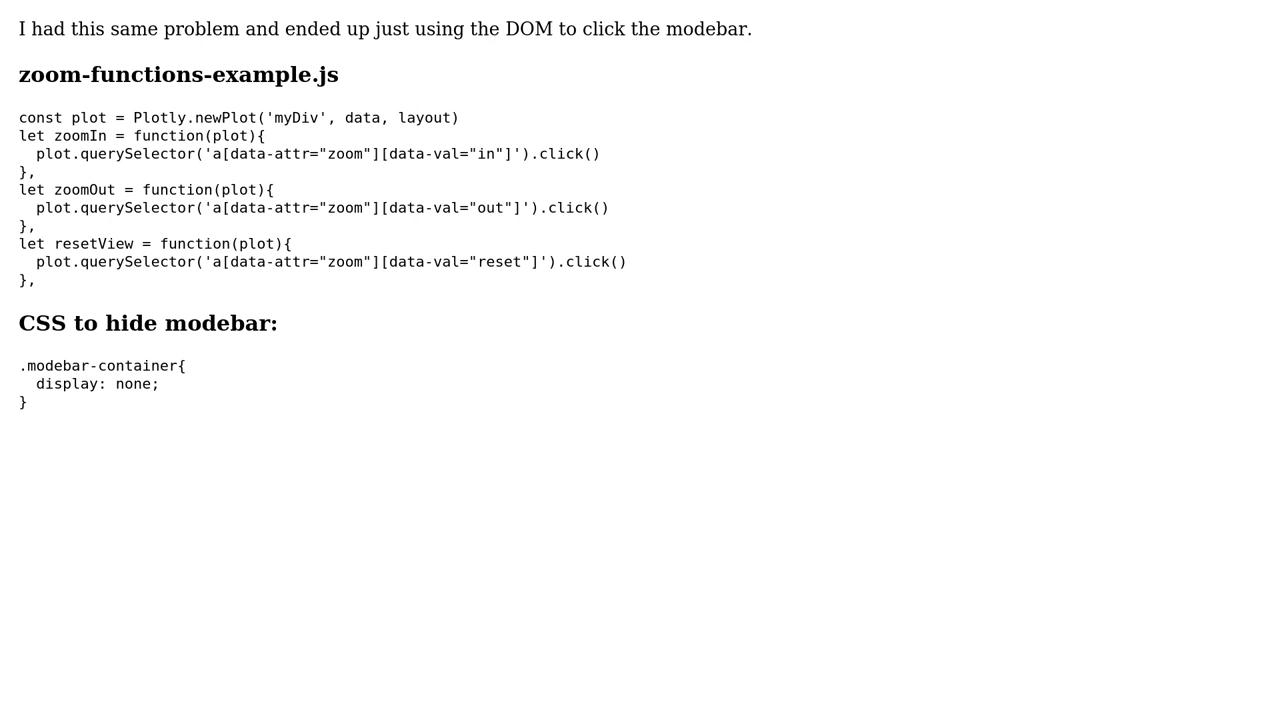 I had this same problem and ended up just using the DOM to click the modebar.
zoom-functions-example.js
const plot = Plotly.newPlot('myDiv', data, layout)
let zoomIn = function(plot){
  plot.querySelector('a[data-attr="zoom"][data-val="in"]').click()
},
let zoomOut = function(plot){
  plot.querySelector('a[data-attr="zoom"][data-val="out"]').click()
},
let resetView = function(plot){
  plot.querySelector('a[data-attr="zoom"][data-val="reset"]').click()
},
CSS to hide modebar:
.modebar-container{
  display: none;
}